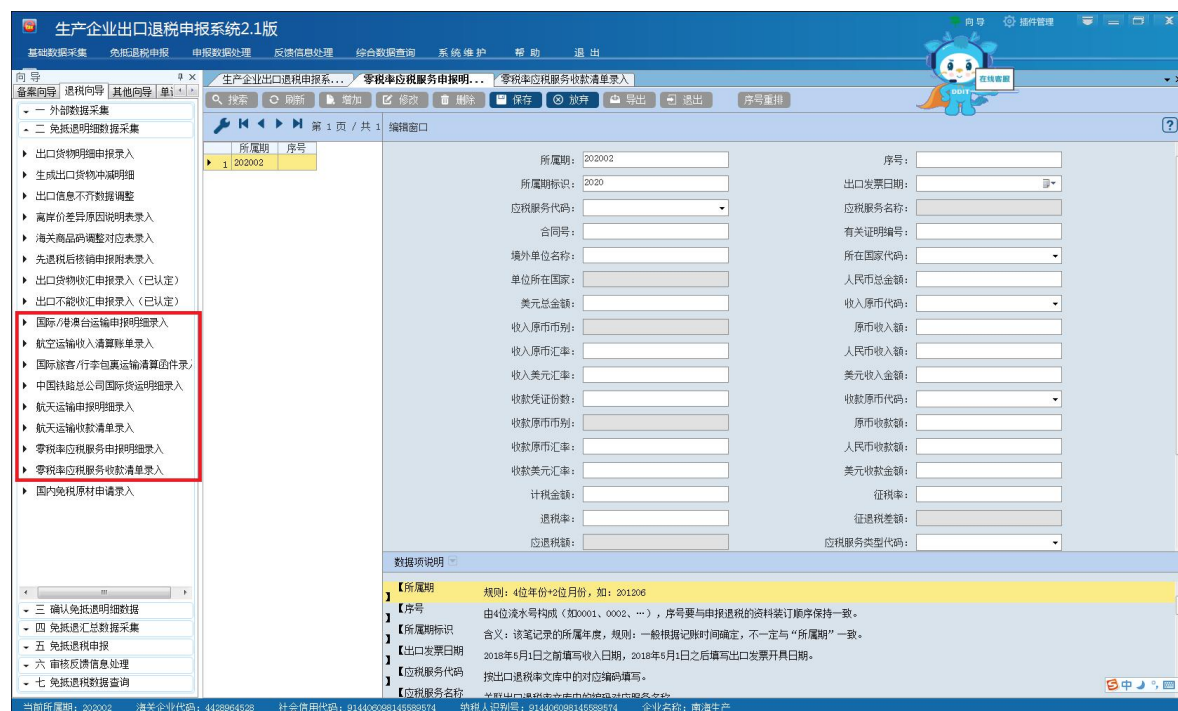 生产企业出口退税申报系统2.1版
向导 插件管理
基础数据采集 免抵退税申报 申报数据处理 反馈信息处理 综合数据查询 系统维护 帮助 退出
在线客服
DDIT
向导
生产企业出口退税申报系... 零税率应税服务申报明... 零税率应税服务收款清单录入
备案向导 退税向导 其他向导 单证
搜索 刷新 增加 修改 删除 保存 放弃 导出 退出 序号重排
一 外部数据采集
二 免抵退明细数据采集
出口货物明细申报录入
生成出口货物冲减明细
出口信息不齐数据调整
离岸价差异原因说明表录入
海关商品码调整对应表录入
先退税后核销申报附表录入
出口货物收汇申报录入（已认定）
出口不能收汇申报录入（已认定）
国际/港澳台运输申报明细录入
航空运输收入清算账单录入
国际旅客/行李包裹运输清算函件录入
中国铁路总公司国际货运明细录入
航天运输申报明细录入
航天运输收款清单录入
零税率应税服务申报明细录入
零税率应税服务收款清单录入
国内免税原材申请录入
三 确认免抵退明细数据
四 免抵退汇总数据采集
五 免抵退税申报
六 审核反馈信息处理
七 免抵退税数据查询
第 1 页 / 共 1
所属期 序号
1 202002
编辑窗口
所属期： 202002 序号：
所属期标识： 2020 出口发票日期：
应税服务代码： 应税服务名称：
合同号： 有关证明编号：
境外单位名称： 所在国家代码：
单位所在国家： 人民币总金额：
美元总金额： 收入原币代码：
收入原币币别： 原币收入额：
收入原币汇率： 人民币收入额：
收入美元汇率： 美元收入金额：
收款凭证份数： 收款原币代码：
收款原币币别： 原币收款额：
收款原币汇率： 人民币收款额：
收款美元汇率： 美元收款金额：
计税金额： 征税率：
退税率： 征退税差额：
应退税额： 应税服务类型代码：
数据项说明
【所属期】 规则：4位年份+2位月份，如：201206
【序号】 由4位流水号构成（如0001、0002、…），序号要与申报退税的资料装订顺序保持一致。
【所属期标识】 含义：该笔记录的所属年度，规则：一般根据记账时间确定，不一定与“所属期”一致。
【出口发票日期】 2018年5月1日之前填写收入日期，2018年5月1日之后填写出口发票开具日期。
【应税服务代码】 按出口退税率文库中的对应编码填写。
【应税服务名称 关联出口退税率文库中的编码对应服务名称
中
当前所属期：202002 海关企业代码：4428964528 社会信用代码：914406098145589574 纳税人识别号：914406098145589574 企业名称：南海生产